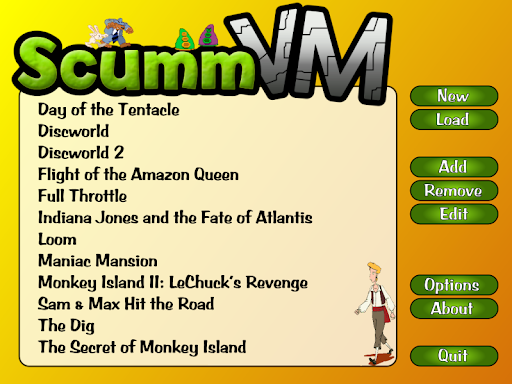 ScummVM
Day of the Tentacle
Discworld
Discworld 2
Flight of the Amazon Queen
Full Throttle
Indiana Jones and the Fate of Atlantis
Loom
Maniac Mansion
Monkey Island II: LeChuck's Revenge
Sam & Max Hit the Road
The Dig
The Secret of Monkey Island
New
Load
Add
Remove
Edit
Options
About
Quit